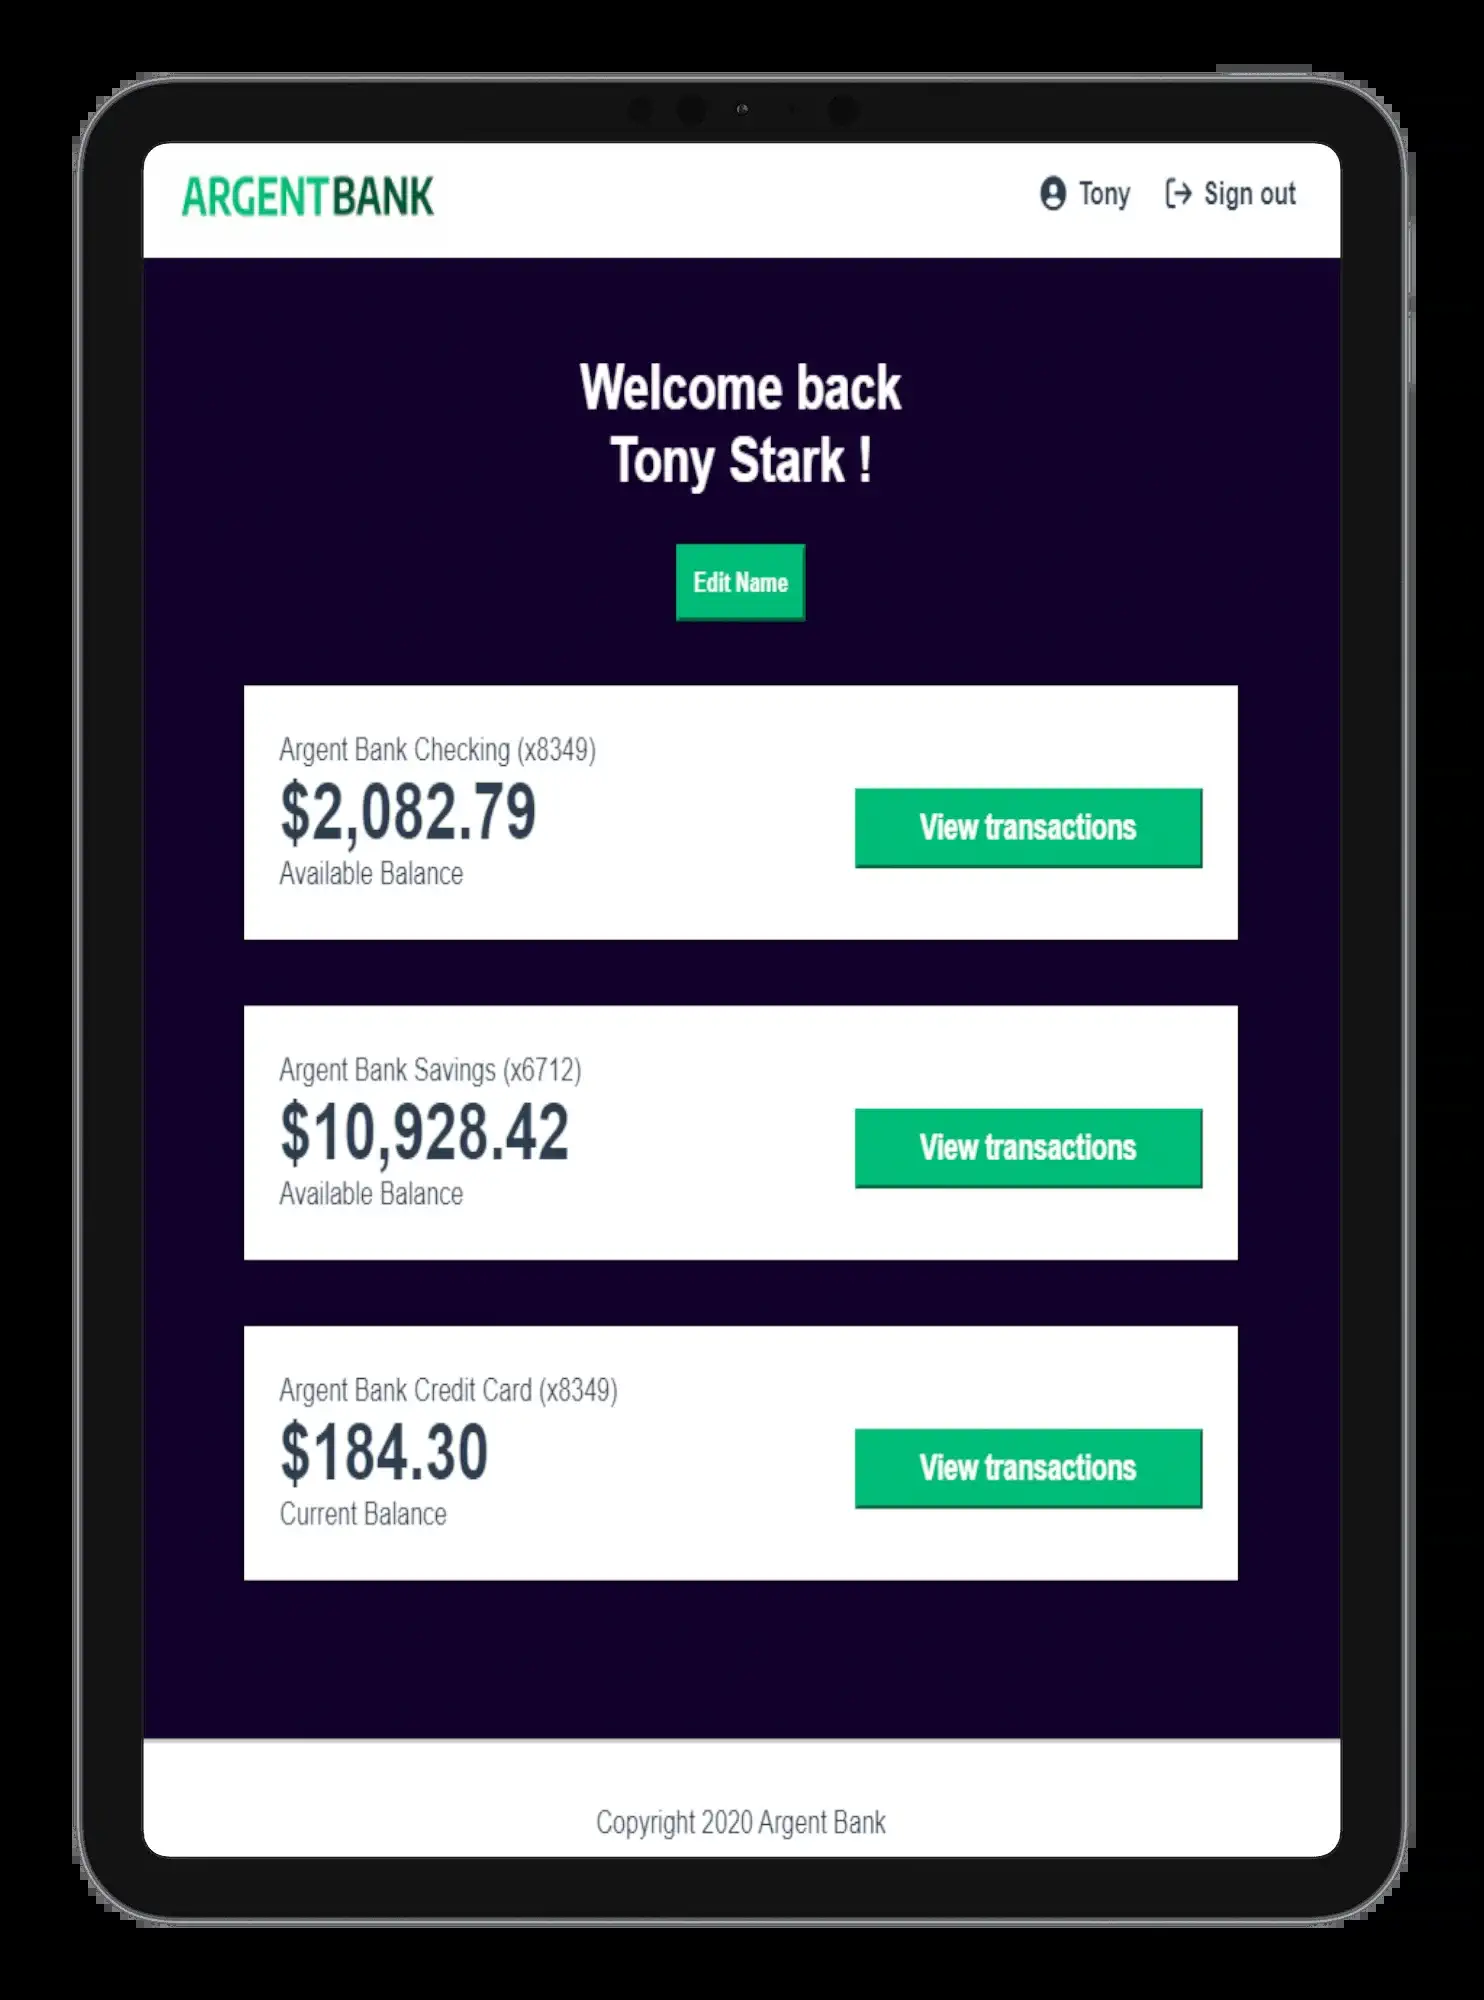 ARGENTBANK
Tony Sign out
Welcome back
Tony Stark !
Edit Name
Argent Bank Checking (x8349)
$2,082.79
Available Balance
View transactions
Argent Bank Savings (x6712)
$10,928.42
Available Balance
View transactions
Argent Bank Credit Card (x8349)
$184.30
Current Balance
View transactions
Copyright 2020 Argent Bank